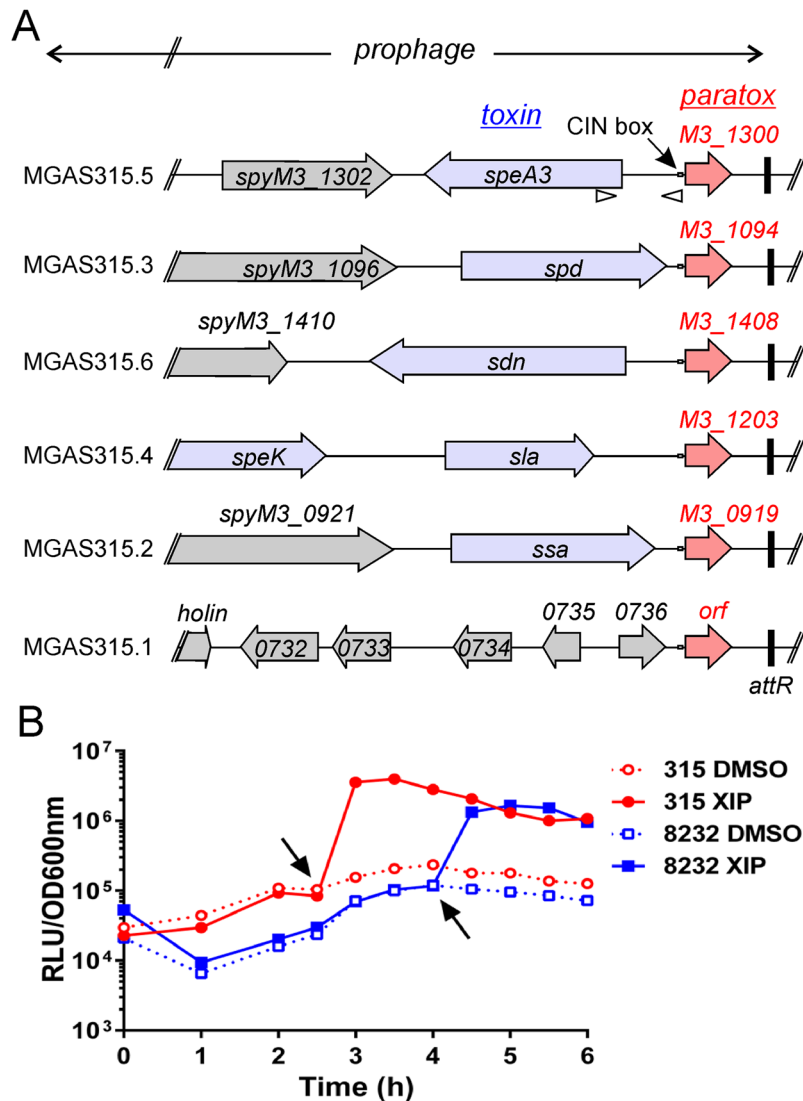 A
prophage
toxin
CIN box
paratox
M3_1300
MGAS315.5
spyM3_1302
speA3
M3_1094
MGAS315.3
spyM3_1096
spd
spyM3_1410
M3_1408
MGAS315.6
sdn
M3_1203
MGAS315.4
speK
sla
spyM3_0921
M3_0919
MGAS315.2
ssa
holin
0735
0736
orf
MGAS315.1
0732
0733
0734
attR
B
10⁷
10⁶
10⁵
10⁴
10³
RLU/OD600nm
0 1 2 3 4 5 6
Time (h)
315 DMSO
315 XIP
8232 DMSO
8232 XIP